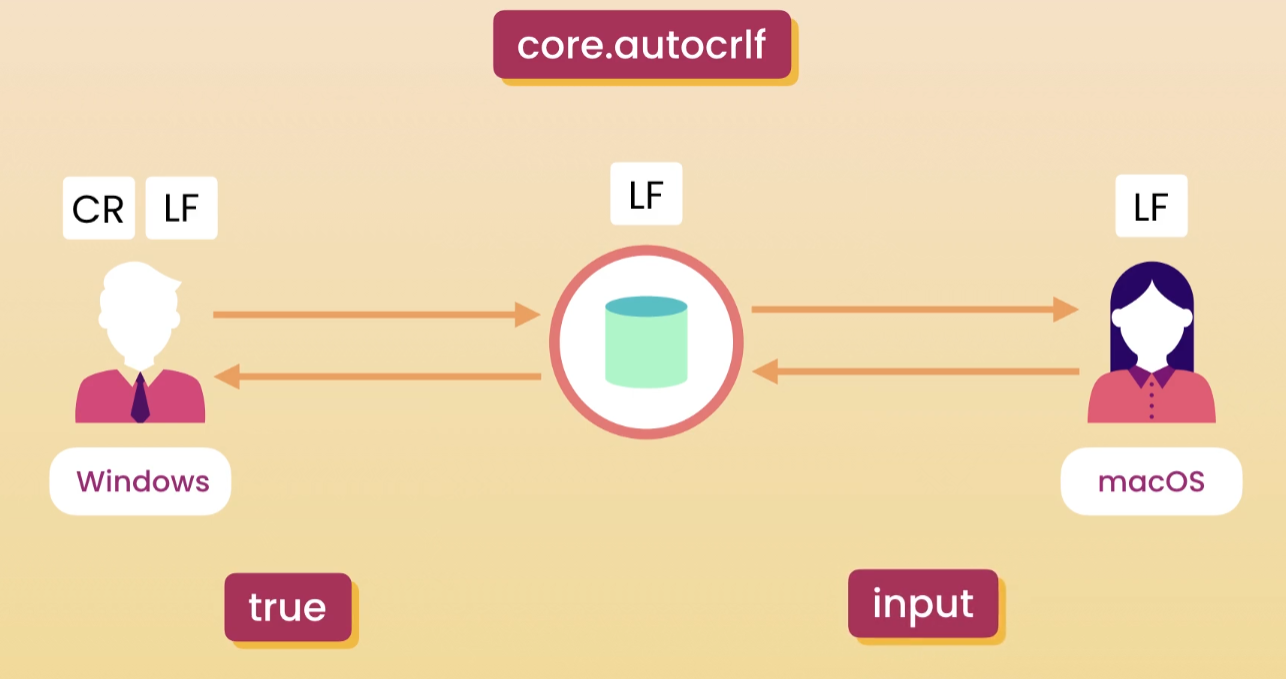 core.autocrlf
CR LF
LF
LF
Windows
macOS
true
input